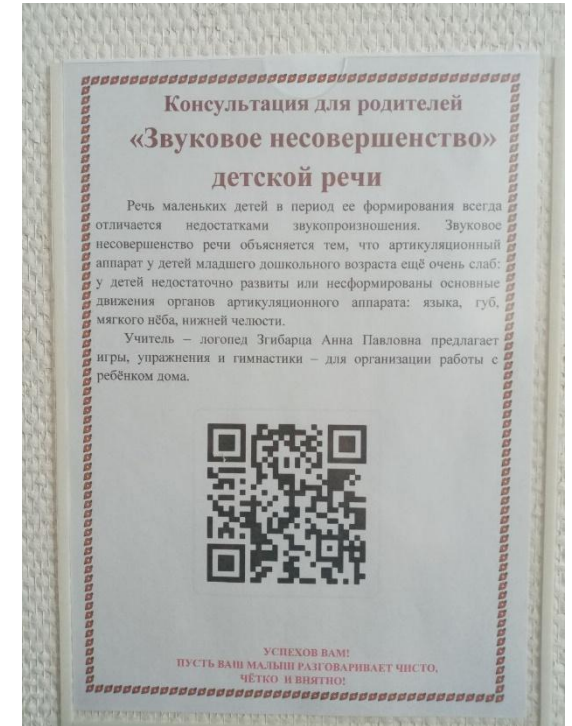 Консультация для родителей
«Звуковое несовершенство»
детской речи
Речь маленьких детей в период ее формирования всегда
отличается недостатками звукопроизношения. Звуковое
несовершенство речи объясняется тем, что артикуляционный
аппарат у детей младшего дошкольного возраста ещё очень слаб:
у детей недостаточно развиты или несформированы основные
движения органов артикуляционного аппарата: языка, губ,
мягкого нёба, нижней челюсти.
Учитель – логопед Згибарца Анна Павловна предлагает
игры, упражнения и гимнастики – для организации работы с
ребёнком дома.
УСПЕХОВ ВАМ!
ПУСТЬ ВАШ МАЛЫШ РАЗГОВАРИВАЕТ ЧИСТО,
ЧЁТКО И ВНЯТНО!